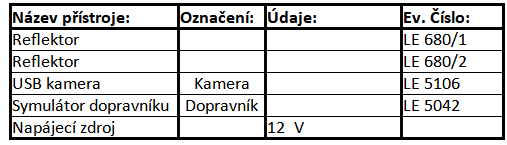 Název přístroje: Označení: Údaje: Ev. Číslo:
Reflektor LE 680/1
Reflektor LE 680/2
USB kamera Kamera LE 5106
Symulátor dopravníku Dopravník LE 5042
Napájecí zdroj 12 V